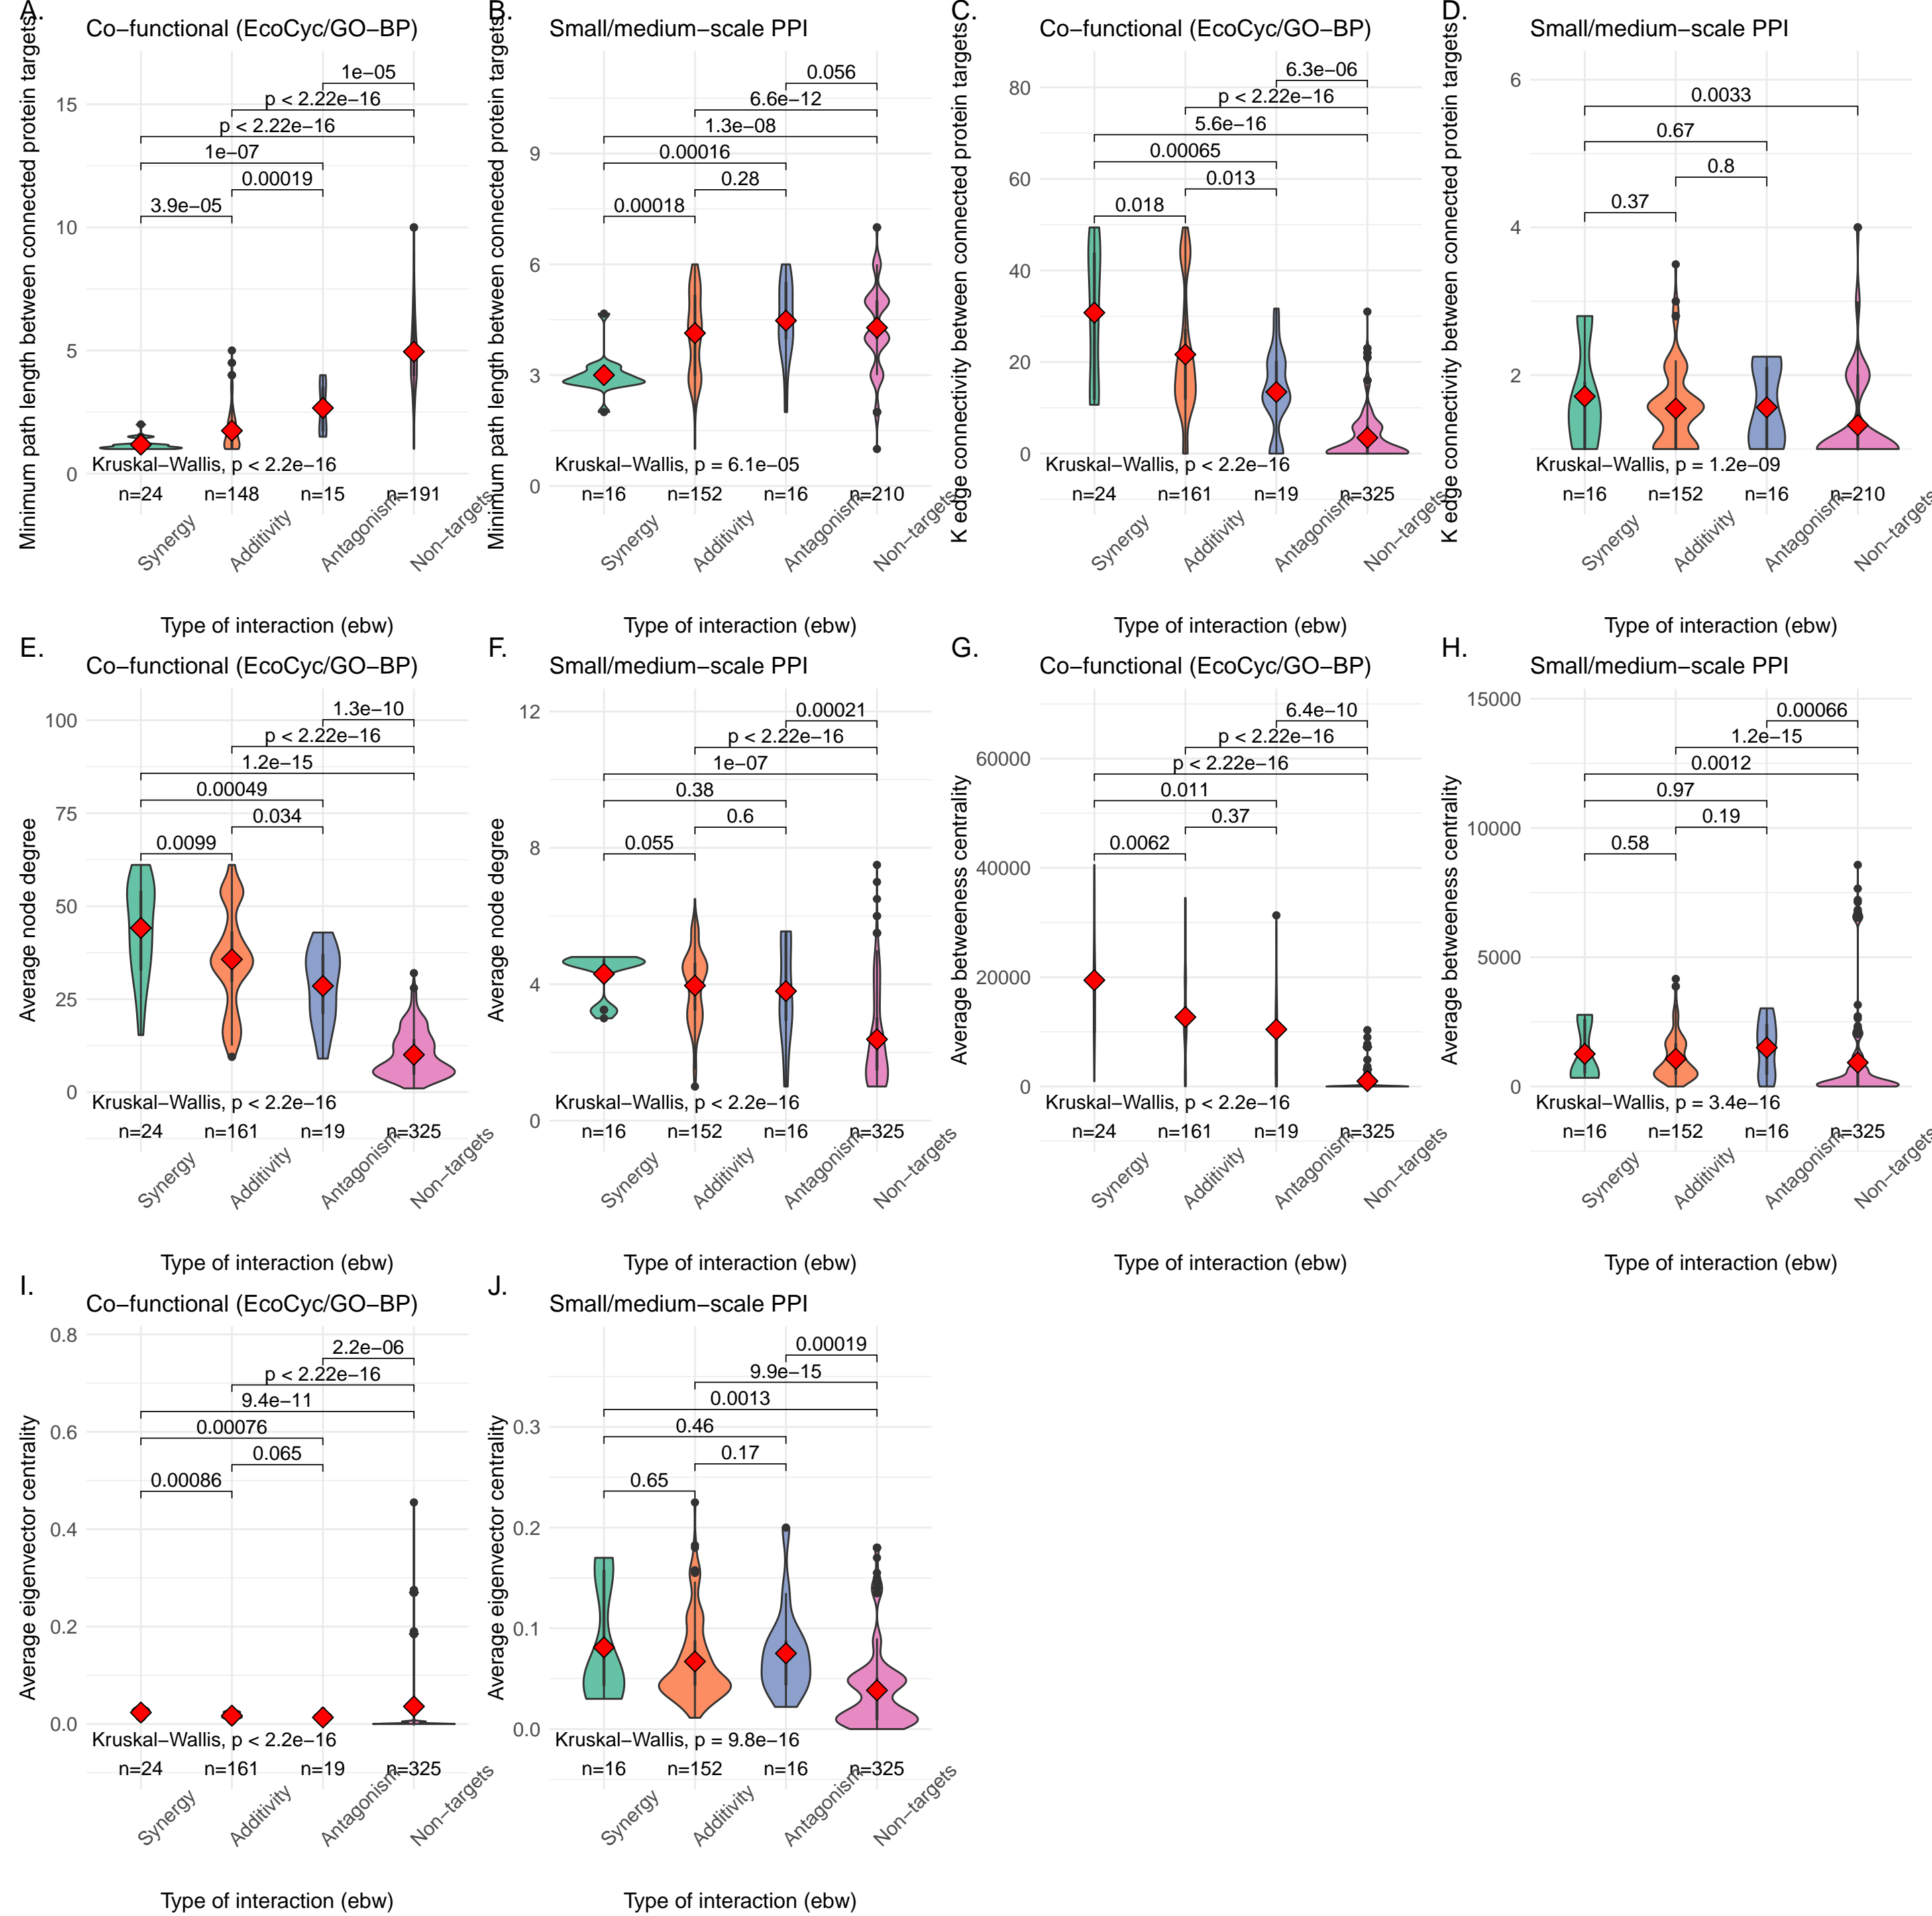 A.
Co−functional (EcoCyc/GO−BP)
Minimum path length between connected protein targets
15
10
5
0
1e−05
p < 2.22e−16
p < 2.22e−16
1e−07
0.00019
3.9e−05
Kruskal−Wallis, p < 2.2e−16
n=24 n=148 n=15 n=191
Synergy Additivity Antagonism Non−targets
Type of interaction (ebw)
B.
Small/medium−scale PPI
Minimum path length between connected protein targets
9
6
3
0
0.056
6.6e−12
1.3e−08
0.00016
0.28
0.00018
Kruskal−Wallis, p = 6.1e−05
n=16 n=152 n=16 n=210
Synergy Additivity Antagonism Non−targets
Type of interaction (ebw)
C.
Co−functional (EcoCyc/GO−BP)
K edge connectivity between connected protein targets
80
60
40
20
0
6.3e−06
p < 2.22e−16
5.6e−16
0.00065
0.013
0.018
Kruskal−Wallis, p < 2.2e−16
n=24 n=161 n=19 n=325
Synergy Additivity Antagonism Non−targets
Type of interaction (ebw)
D.
Small/medium−scale PPI
K edge connectivity between connected protein targets
6
4
2
0.0033
0.67
0.8
0.37
Kruskal−Wallis, p = 1.2e−09
n=16 n=152 n=16 n=210
Synergy Additivity Antagonism Non−targets
Type of interaction (ebw)
E.
Co−functional (EcoCyc/GO−BP)
Average node degree
100
75
50
25
0
1.3e−10
p < 2.22e−16
1.2e−15
0.00049
0.034
0.0099
Kruskal−Wallis, p < 2.2e−16
n=24 n=161 n=19 n=325
Synergy Additivity Antagonism Non−targets
Type of interaction (ebw)
F.
Small/medium−scale PPI
Average node degree
12
8
4
0
0.00021
p < 2.22e−16
1e−07
0.38
0.6
0.055
Kruskal−Wallis, p < 2.2e−16
n=16 n=152 n=16 n=325
Synergy Additivity Antagonism Non−targets
Type of interaction (ebw)
G.
Co−functional (EcoCyc/GO−BP)
Average betweeness centrality
60000
40000
20000
0
6.4e−10
p < 2.22e−16
p < 2.22e−16
0.011
0.37
0.0062
Kruskal−Wallis, p < 2.2e−16
n=24 n=161 n=19 n=325
Synergy Additivity Antagonism Non−targets
Type of interaction (ebw)
H.
Small/medium−scale PPI
Average betweeness centrality
15000
10000
5000
0
0.00066
1.2e−15
0.0012
0.97
0.19
0.58
Kruskal−Wallis, p = 3.4e−16
n=16 n=152 n=16 n=325
Synergy Additivity Antagonism Non−targets
Type of interaction (ebw)
I.
Co−functional (EcoCyc/GO−BP)
Average eigenvector centrality
0.8
0.6
0.4
0.2
0.0
2.2e−06
p < 2.22e−16
9.4e−11
0.00076
0.065
0.00086
Kruskal−Wallis, p < 2.2e−16
n=24 n=161 n=19 n=325
Synergy Additivity Antagonism Non−targets
Type of interaction (ebw)
J.
Small/medium−scale PPI
Average eigenvector centrality
0.3
0.2
0.1
0.0
0.00019
9.9e−15
0.0013
0.46
0.17
0.65
Kruskal−Wallis, p = 9.8e−16
n=16 n=152 n=16 n=325
Synergy Additivity Antagonism Non−targets
Type of interaction (ebw)